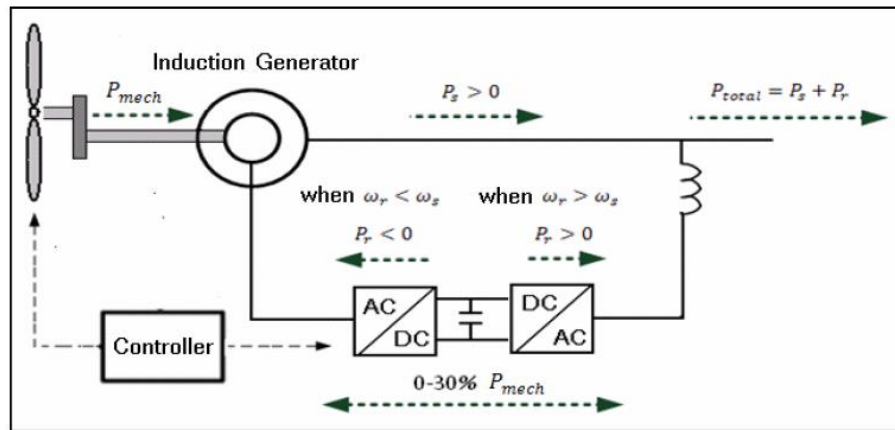 Induction Generator
P_mech
P_s > 0
P_total = P_s + P_r
when ω_r < ω_s
when ω_r > ω_s
P_r < 0
P_r > 0
AC
DC
DC
AC
Controller
0-30% P_mech